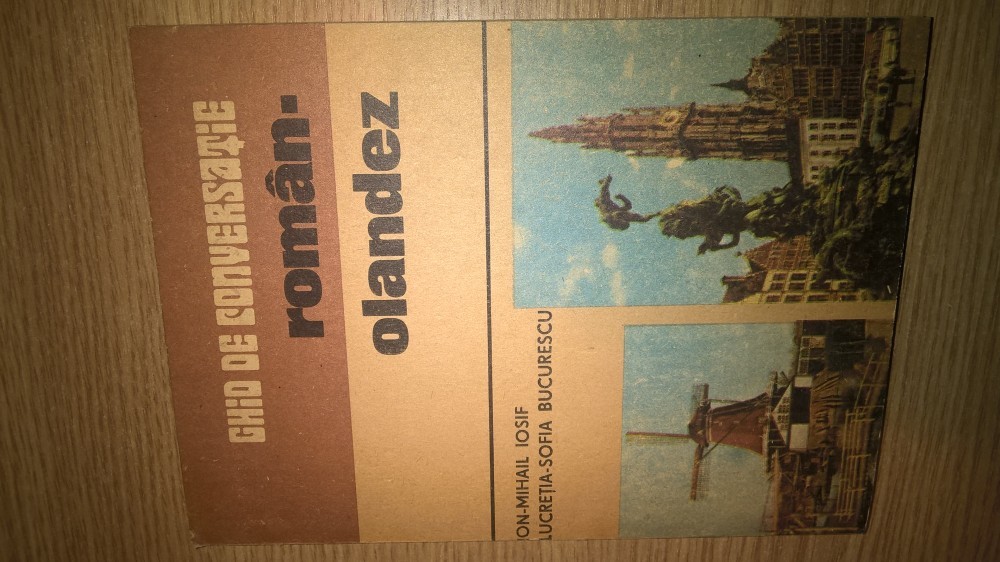 GHID DE CONVERSAȚIE
român-
olandez
ION-MIHAIL IOSIF
LUCREȚIA-SOFIA BUCURESCU